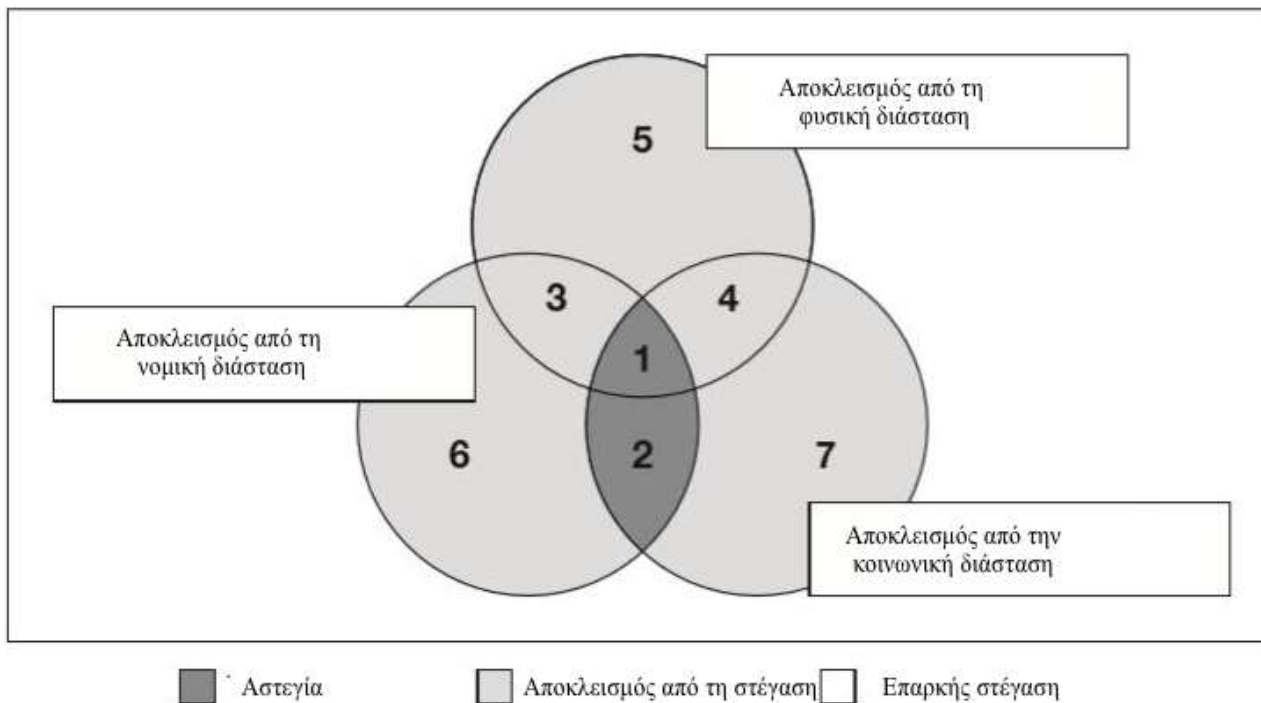 Αποκλεισμός από τη
φυσική διάσταση
5
3
4
Αποκλεισμός από τη
νομική διάσταση
1
6
2
7
Αποκλεισμός από την
κοινωνική διάσταση
Αστεγία
Αποκλεισμός από τη στέγαση
Επαρκής στέγαση